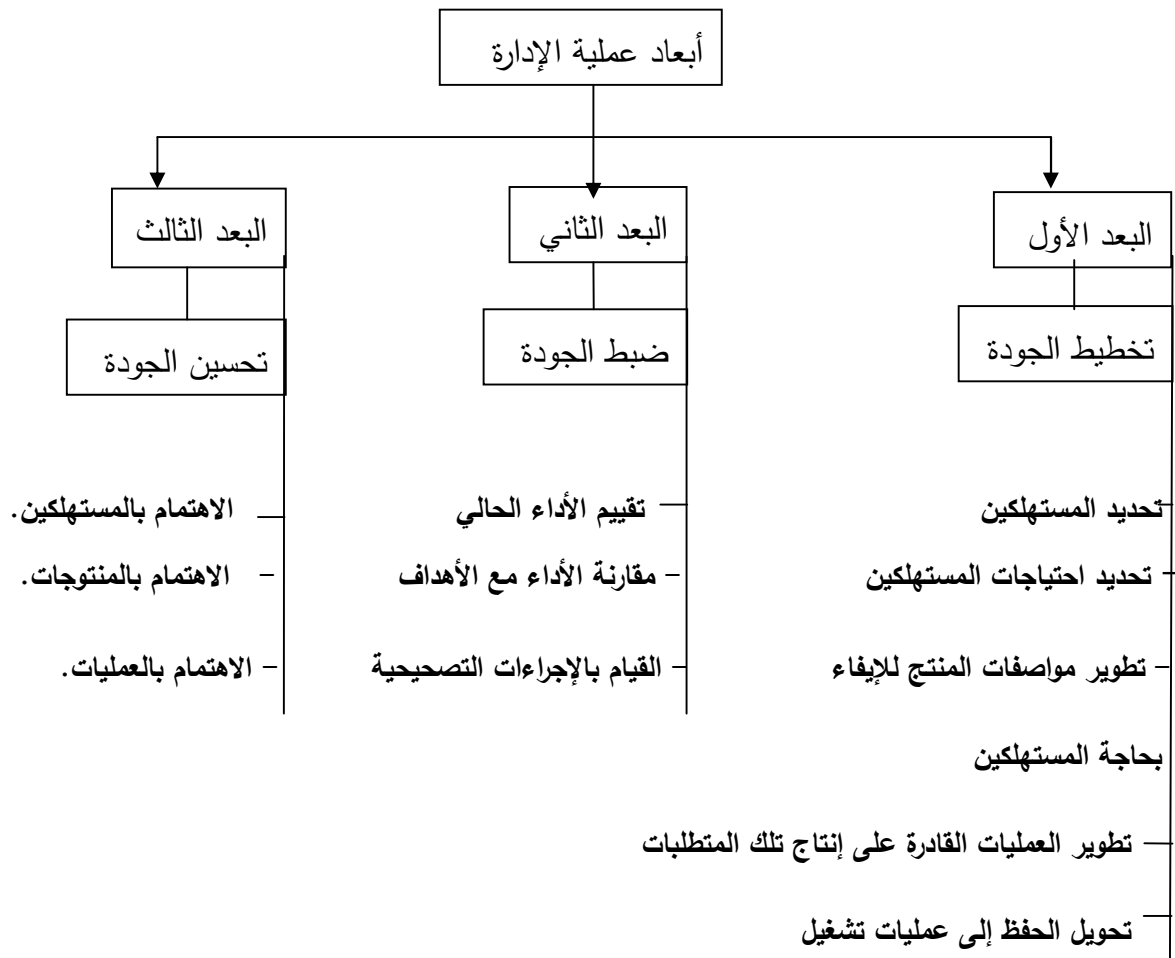 أبعاد عملية الإدارة
البعد الأول
تخطيط الجودة
تحديد المستهلكين
– تحديد احتياجات المستهلكين
– تطوير مواصفات المنتج للإيفاء
بحاجة المستهلكين
– تطوير العمليات القادرة على إنتاج تلك المتطلبات
تحويل الحفظ إلى عمليات تشغيل
البعد الثاني
ضبط الجودة
تقييم الأداء الحالي
– مقارنة الأداء مع الأهداف
– القيام بالإجراءات التصحيحية
البعد الثالث
تحسين الجودة
الاهتمام بالمستهلكين.
– الاهتمام بالمنتوجات.
– الاهتمام بالعمليات.